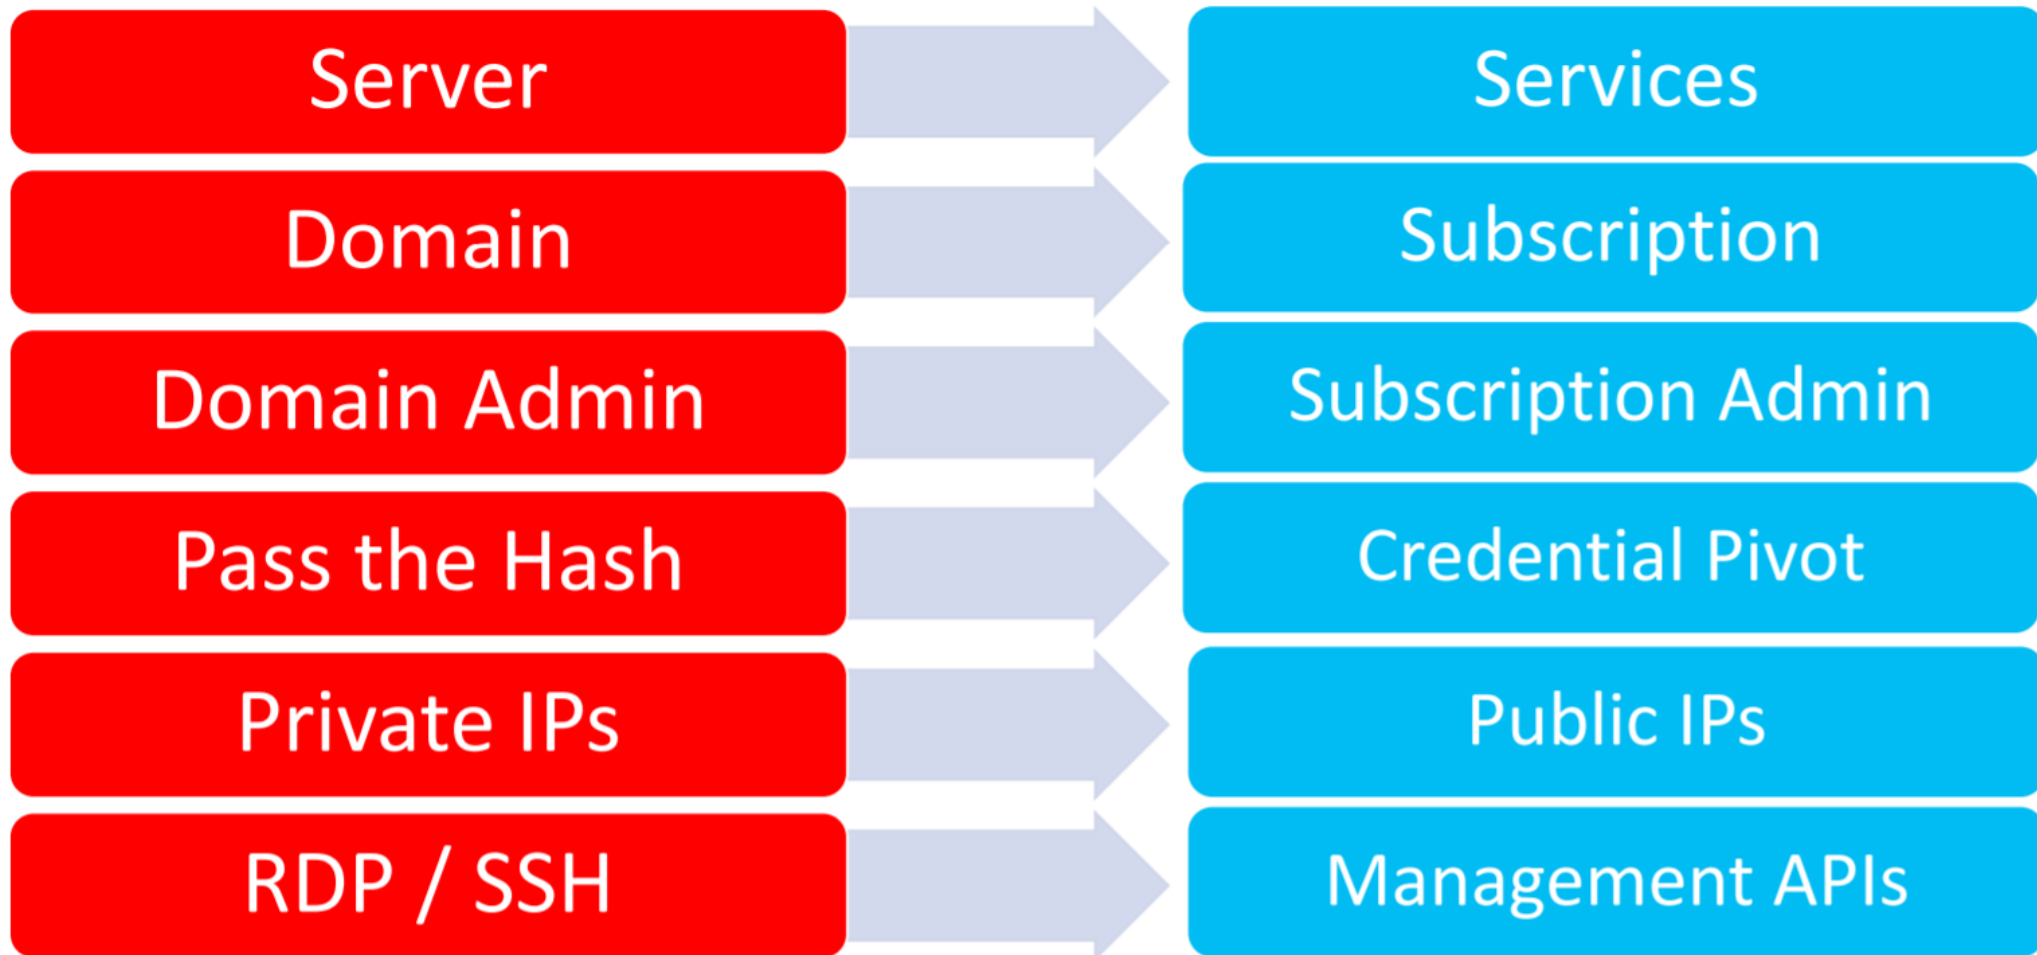 Server
Services
Domain
Subscription
Domain Admin
Subscription Admin
Pass the Hash
Credential Pivot
Private IPs
Public IPs
RDP / SSH
Management APIs